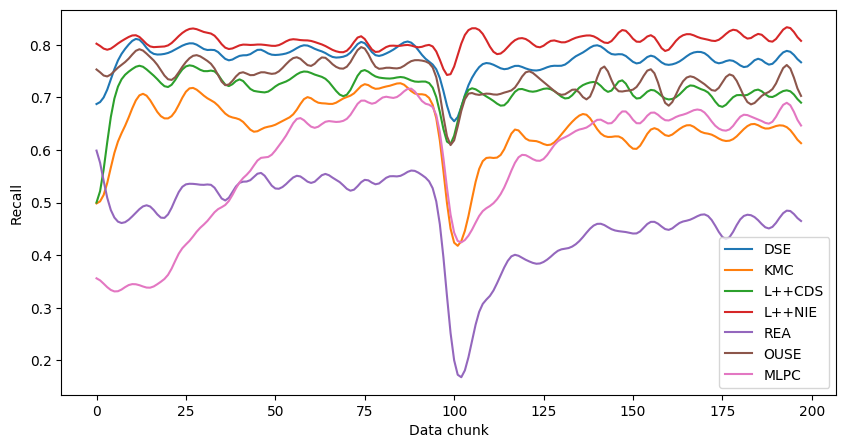 Recall
0.8
0.7
0.6
0.5
0.4
0.3
0.2
0
25
50
75
100
125
150
175
200
Data chunk
DSE
KMC
L++CDS
L++NIE
REA
OUSE
MLPC